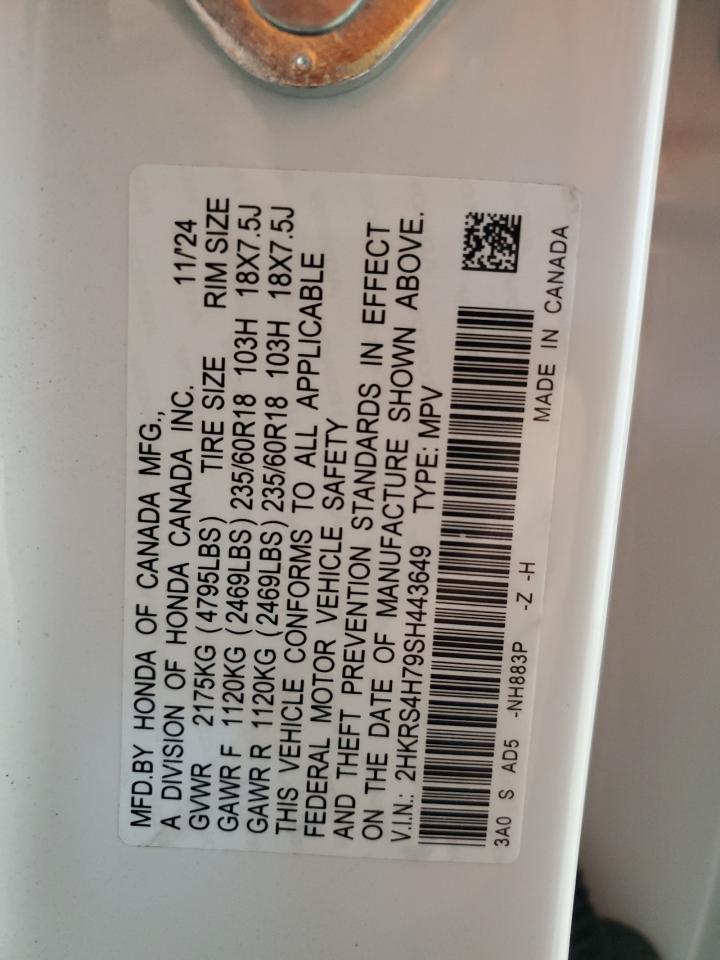 MFD.BY HONDA OF CANADA MFG.,
A DIVISION OF HONDA CANADA INC. 11/'24
GVWR 2175KG (4795LBS) TIRE SIZE RIM SIZE
GAWR F 1120KG (2469LBS) 235/60R18 103H 18X7.5J
GAWR R 1120KG (2469LBS) 235/60R18 103H 18X7.5J
THIS VEHICLE CONFORMS TO ALL APPLICABLE
FEDERAL MOTOR VEHICLE SAFETY
AND THEFT PREVENTION STANDARDS IN EFFECT
ON THE DATE OF MANUFACTURE SHOWN ABOVE.
V.I.N.: 2HKRS4H79SH443649 TYPE: MPV
3A0 S AD5 -NH883P -Z -H MADE IN CANADA